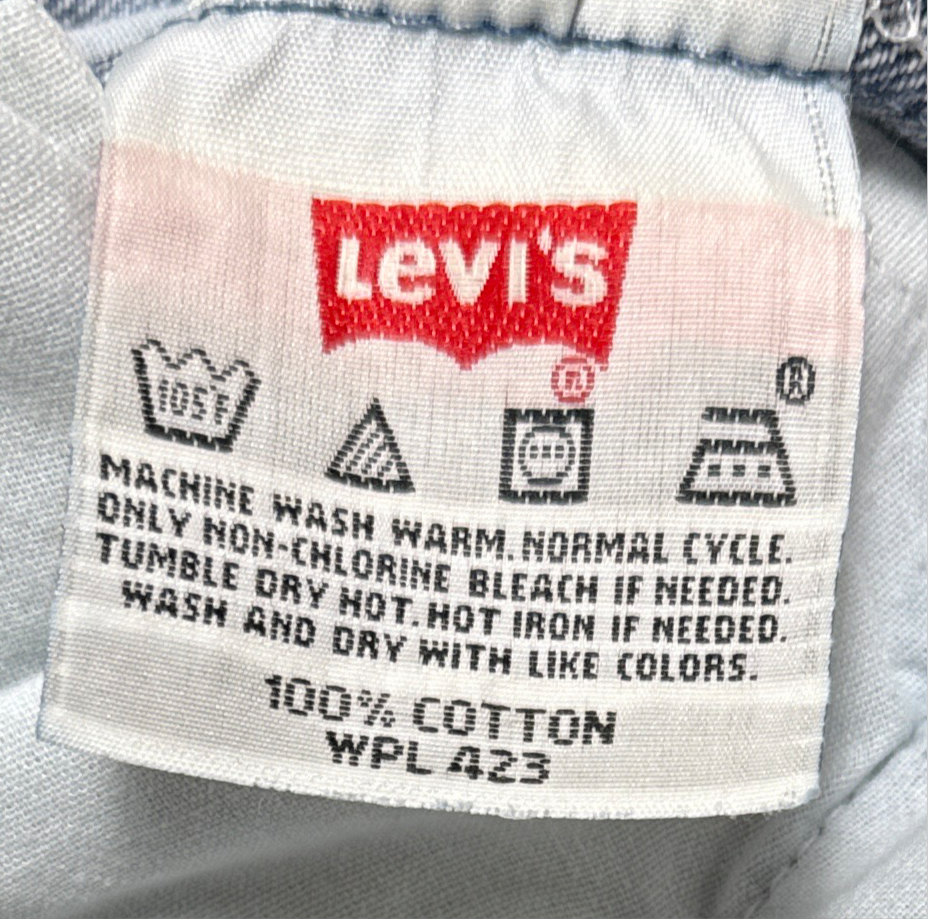 Levi's
®
®
105F
MACHINE WASH WARM. NORMAL CYCLE.
ONLY NON-CHLORINE BLEACH IF NEEDED.
TUMBLE DRY HOT. HOT IRON IF NEEDED.
WASH AND DRY WITH LIKE COLORS.
100% COTTON
WPL 423